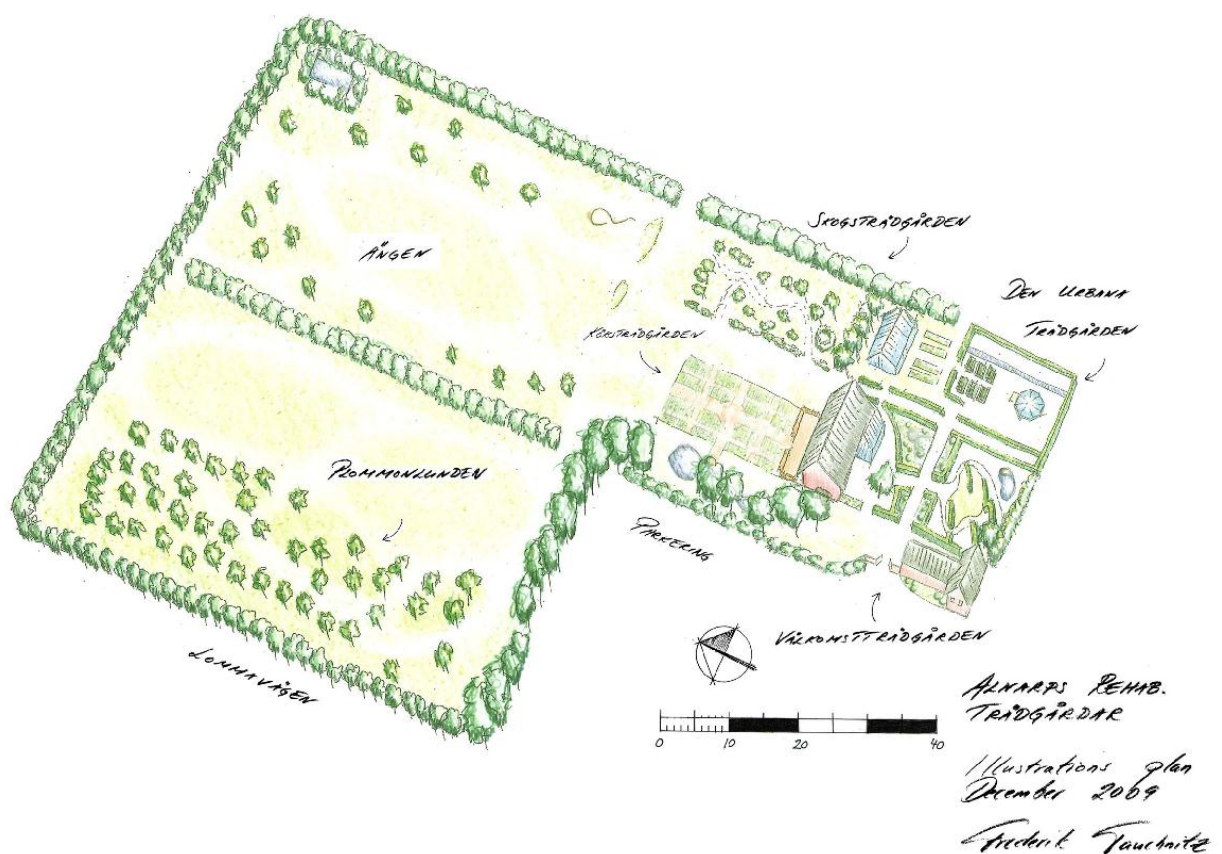 SKOGSTRÄDGÅRDEN
ÄNGEN
DEN URBANA
TRÄDGÅRDEN
KÖKSTRÄDGÅRDEN
PLOMMONLUNDEN
PARKERING
VÄLKOMSTTRÄDGÅRDEN
LOMMAVÄGEN
0 10 20 40
ALNARPS REHAB.
TRÄDGÅRDAR
Illustrations plan
December 2009
Frederik Tauchnitz